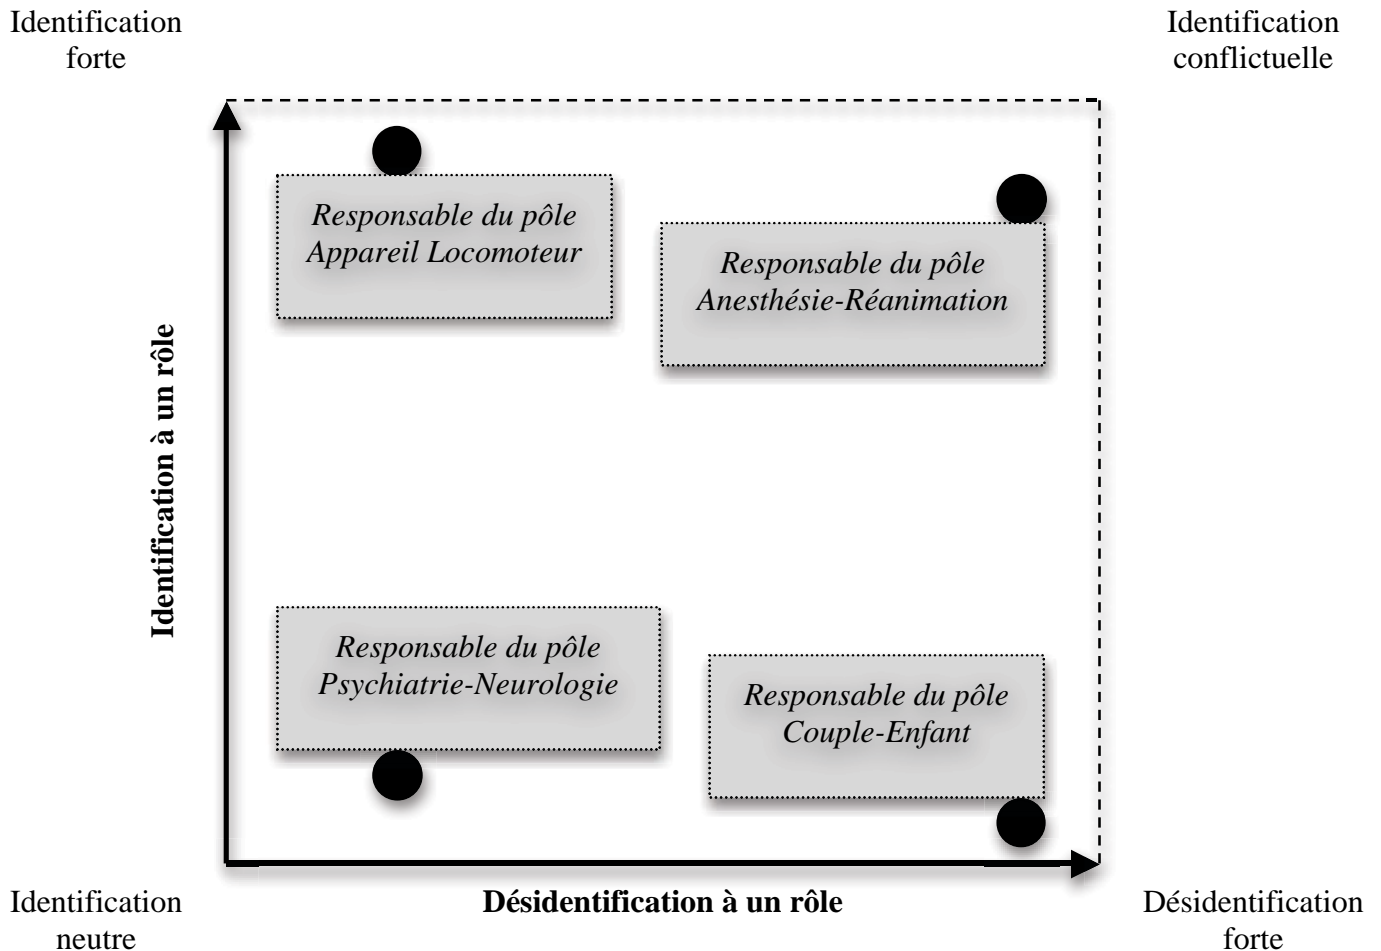 Identification
forte
Identification
conflictuelle
Responsable du pôle
Appareil Locomoteur
Responsable du pôle
Anesthésie-Réanimation
Identification à un rôle
Responsable du pôle
Psychiatrie-Neurologie
Responsable du pôle
Couple-Enfant
Identification
neutre
Désidentification à un rôle
Désidentification
forte